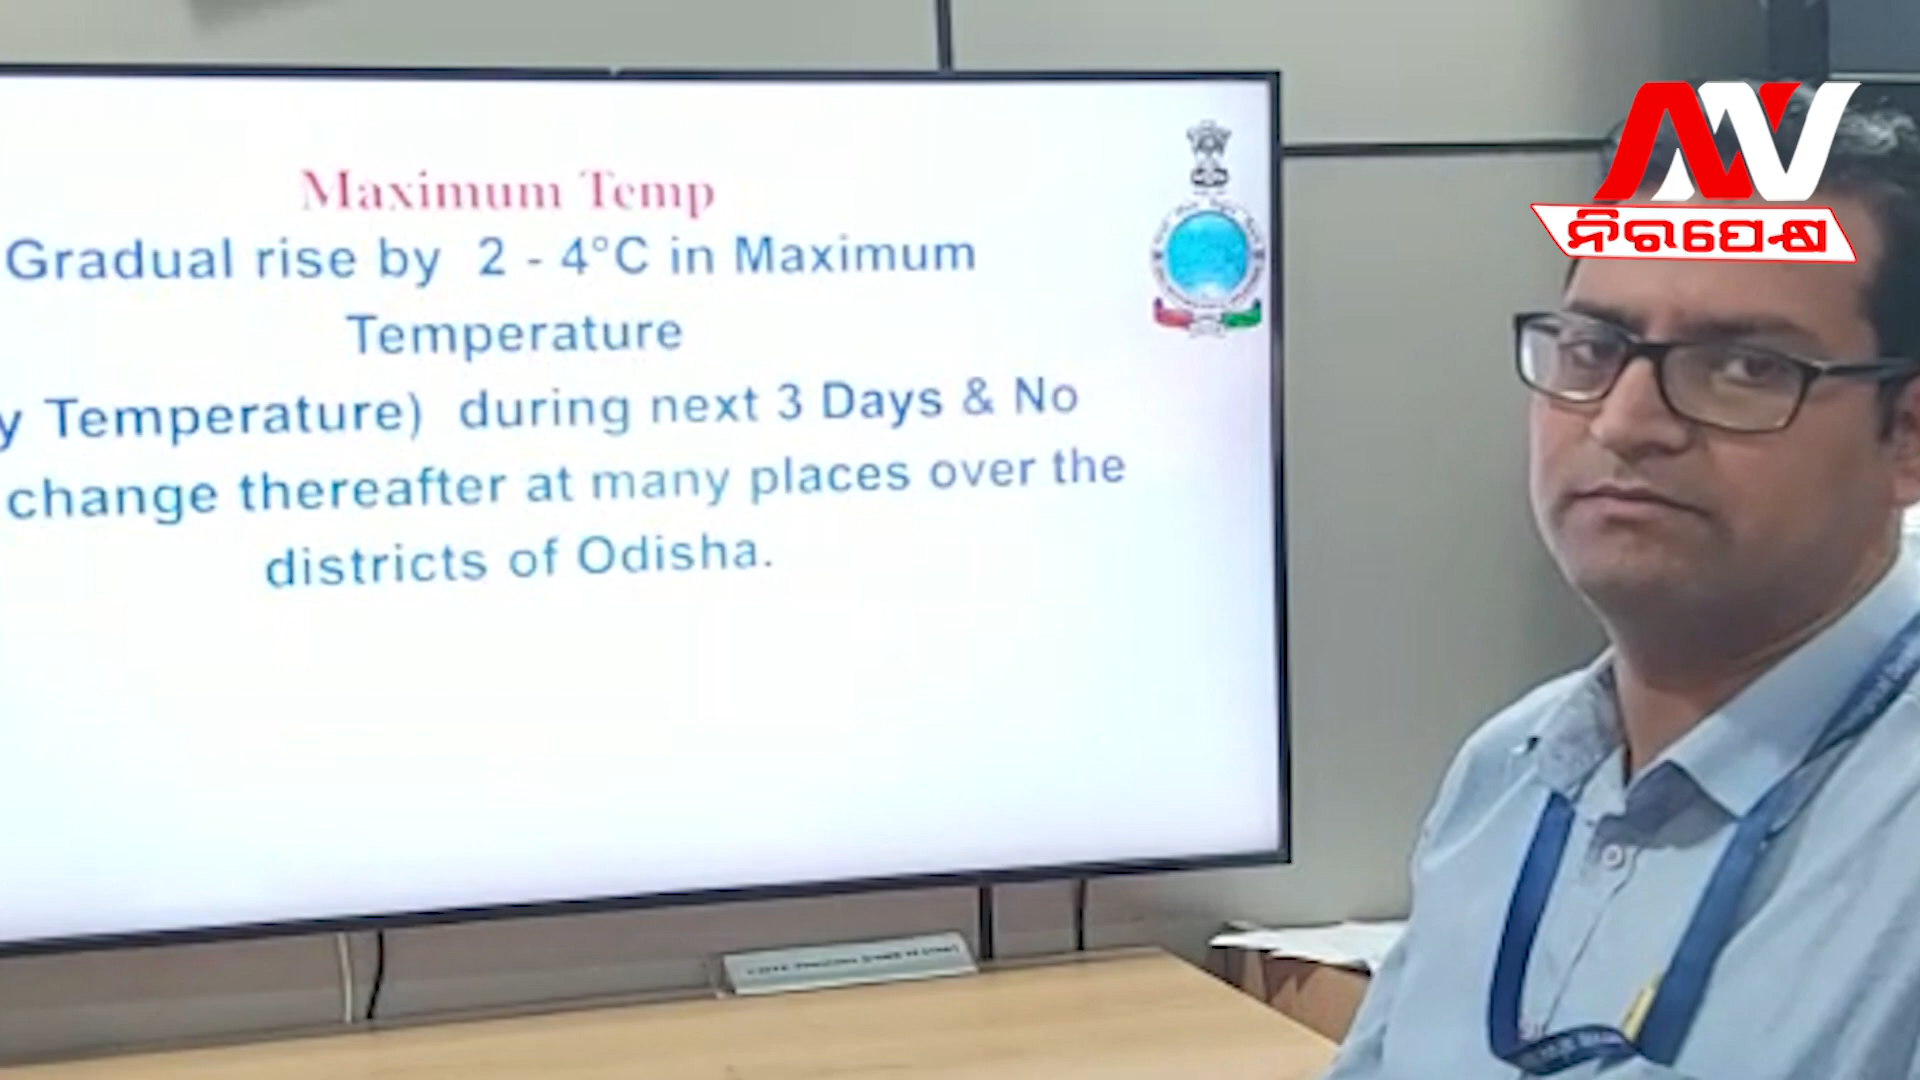 Maximum Temp
Gradual rise by 2 - 4°C in Maximum
Temperature
y Temperature) during next 3 Days & No
change thereafter at many places over the
districts of Odisha.
ନିରପେକ୍ଷ